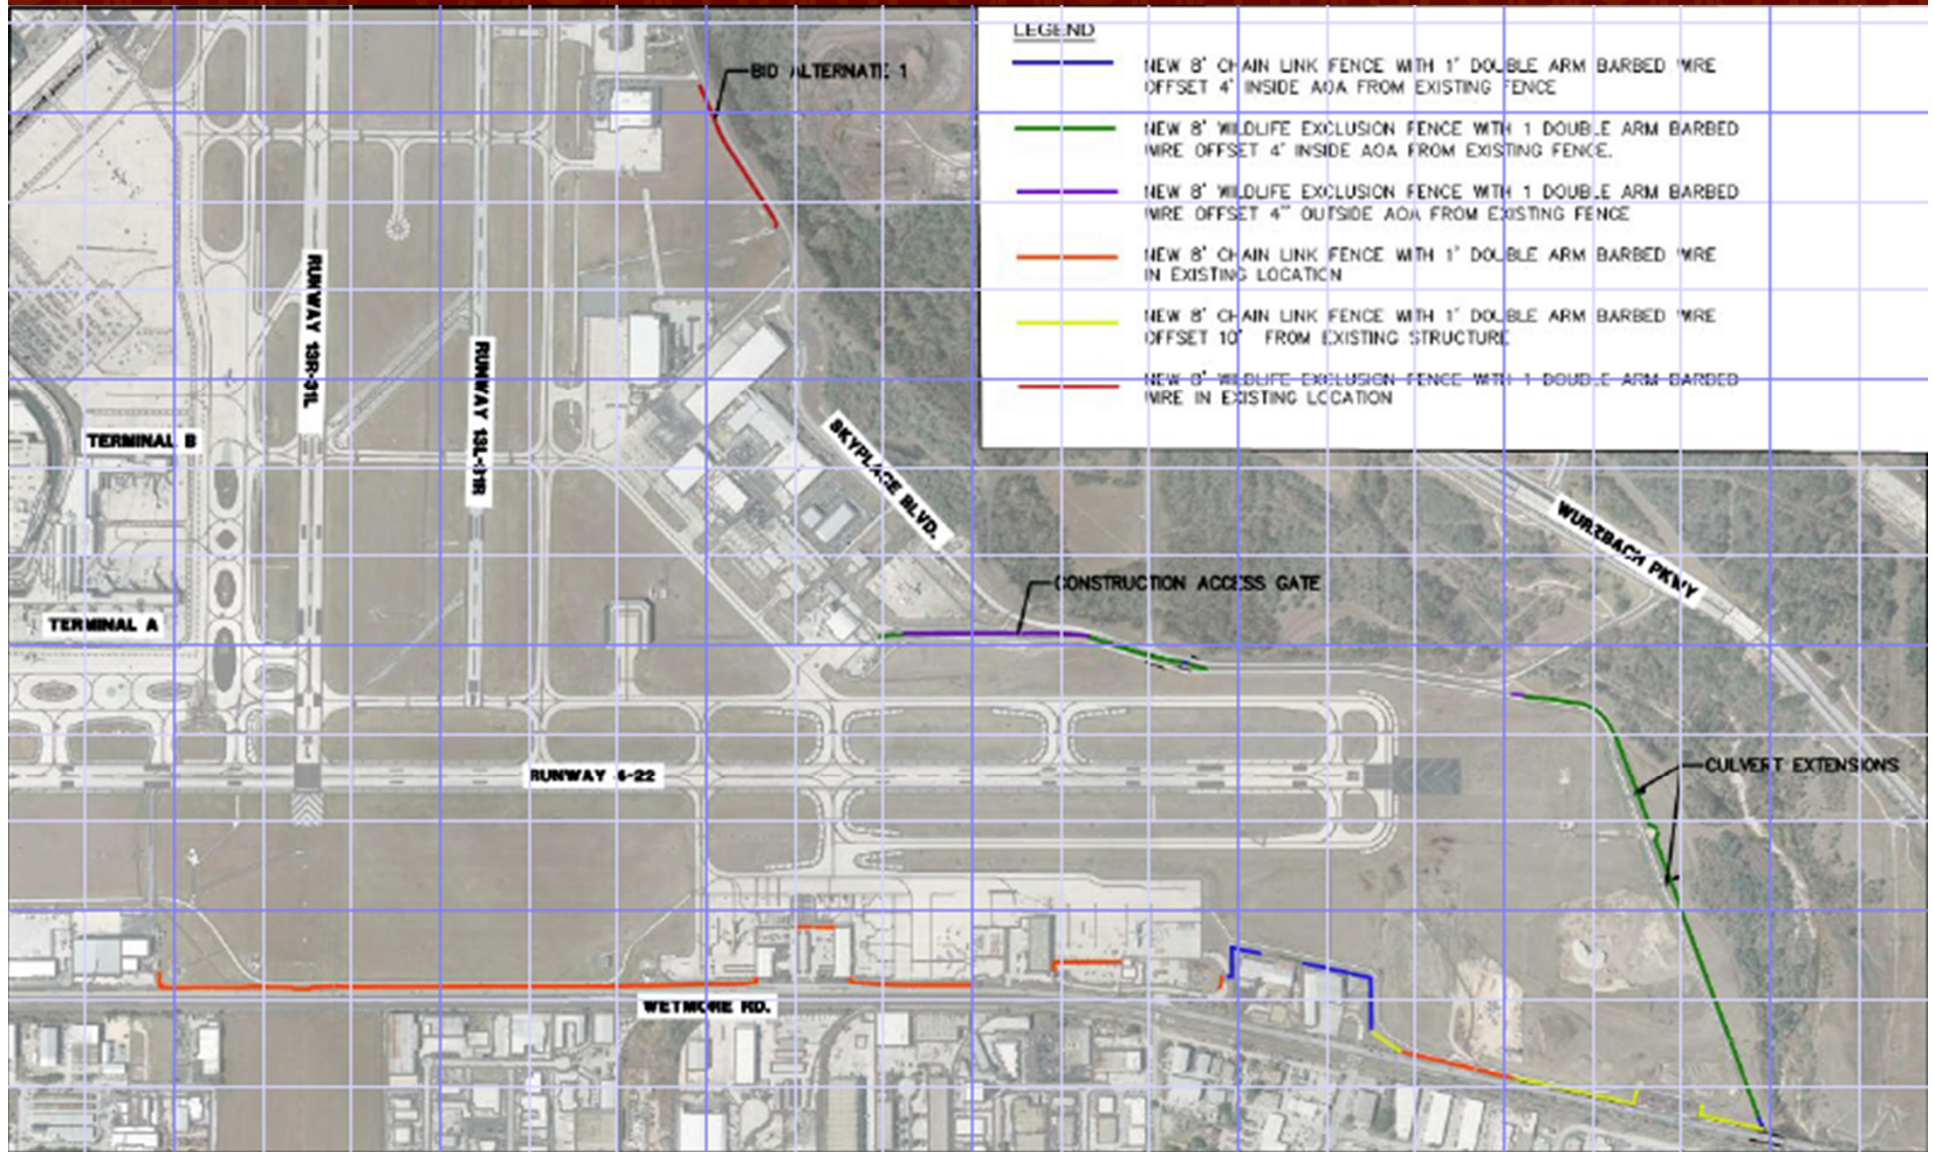 LEGEND
NEW 8' CHAIN LINK FENCE WITH 1' DOUBLE ARM BARBED WIRE
OFFSET 4' INSIDE AOA FROM EXISTING FENCE
NEW 8' WILDLIFE EXCLUSION FENCE WITH 1 DOUBLE ARM BARBED
WIRE OFFSET 4' INSIDE AOA FROM EXISTING FENCE.
NEW 8' WILDLIFE EXCLUSION FENCE WITH 1 DOUBLE ARM BARBED
WIRE OFFSET 4" OUTSIDE AOA FROM EXISTING FENCE
NEW 8' CHAIN LINK FENCE WITH 1' DOUBLE ARM BARBED WIRE
IN EXISTING LOCATION
NEW 8' CHAIN LINK FENCE WITH 1' DOUBLE ARM BARBED WIRE
OFFSET 10' FROM EXISTING STRUCTURE
NEW 8' WILDLIFE EXCLUSION FENCE WITH 1 DOUBLE ARM BARBED
WIRE IN EXISTING LOCATION
BID ALTERNATE 1
RUNWAY 13R-31L
RUNWAY 13L-31R
TERMINAL B
SKYPLACE BLVD.
WURZBACH PKWY
CONSTRUCTION ACCESS GATE
TERMINAL A
CULVERT EXTENSIONS
RUNWAY 4-22
WETMORE RD.